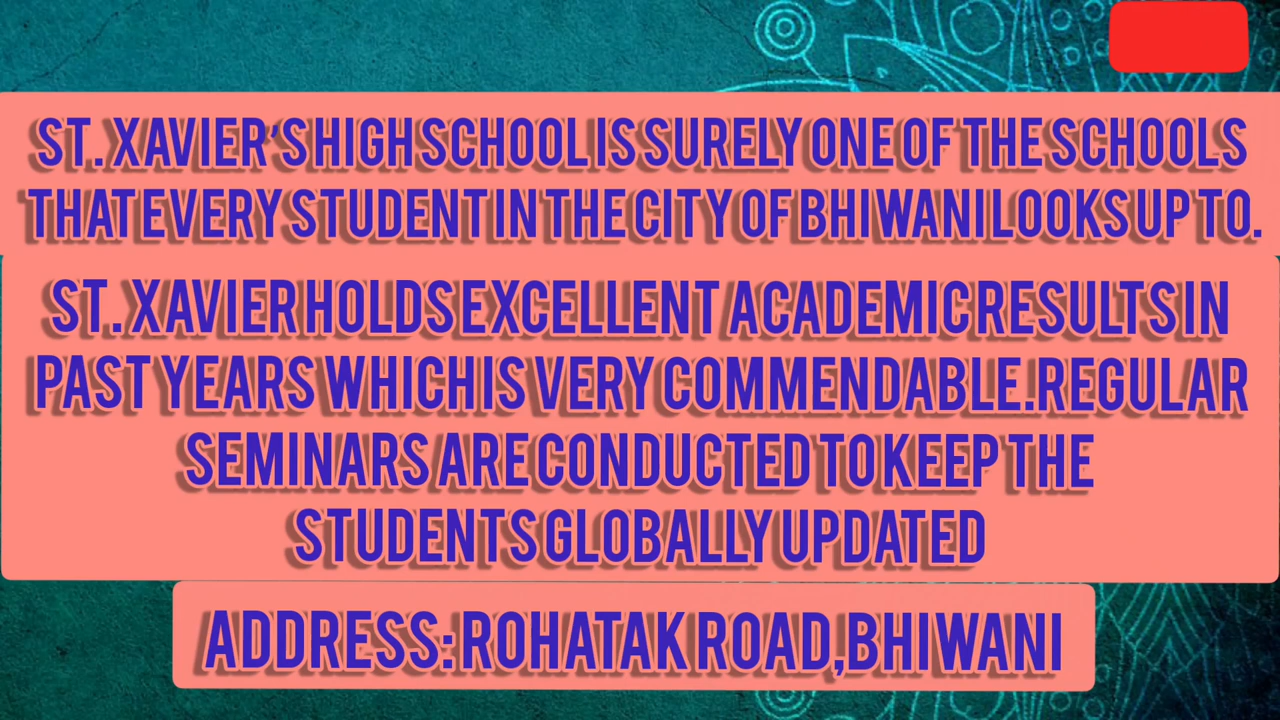 ST. XAVIER'S HIGH SCHOOL IS SURELY ONE OF THE SCHOOLS
THAT EVERY STUDENT IN THE CITY OF BHIWANI LOOKS UP TO.
ST. XAVIER HOLDS EXCELLENT ACADEMIC RESULTS IN
PAST YEARS WHICH IS VERY COMMENDABLE.REGULAR
SEMINARS ARE CONDUCTED TO KEEP THE
STUDENTS GLOBALLY UPDATED
ADDRESS: ROHATAK ROAD,BHIWANI